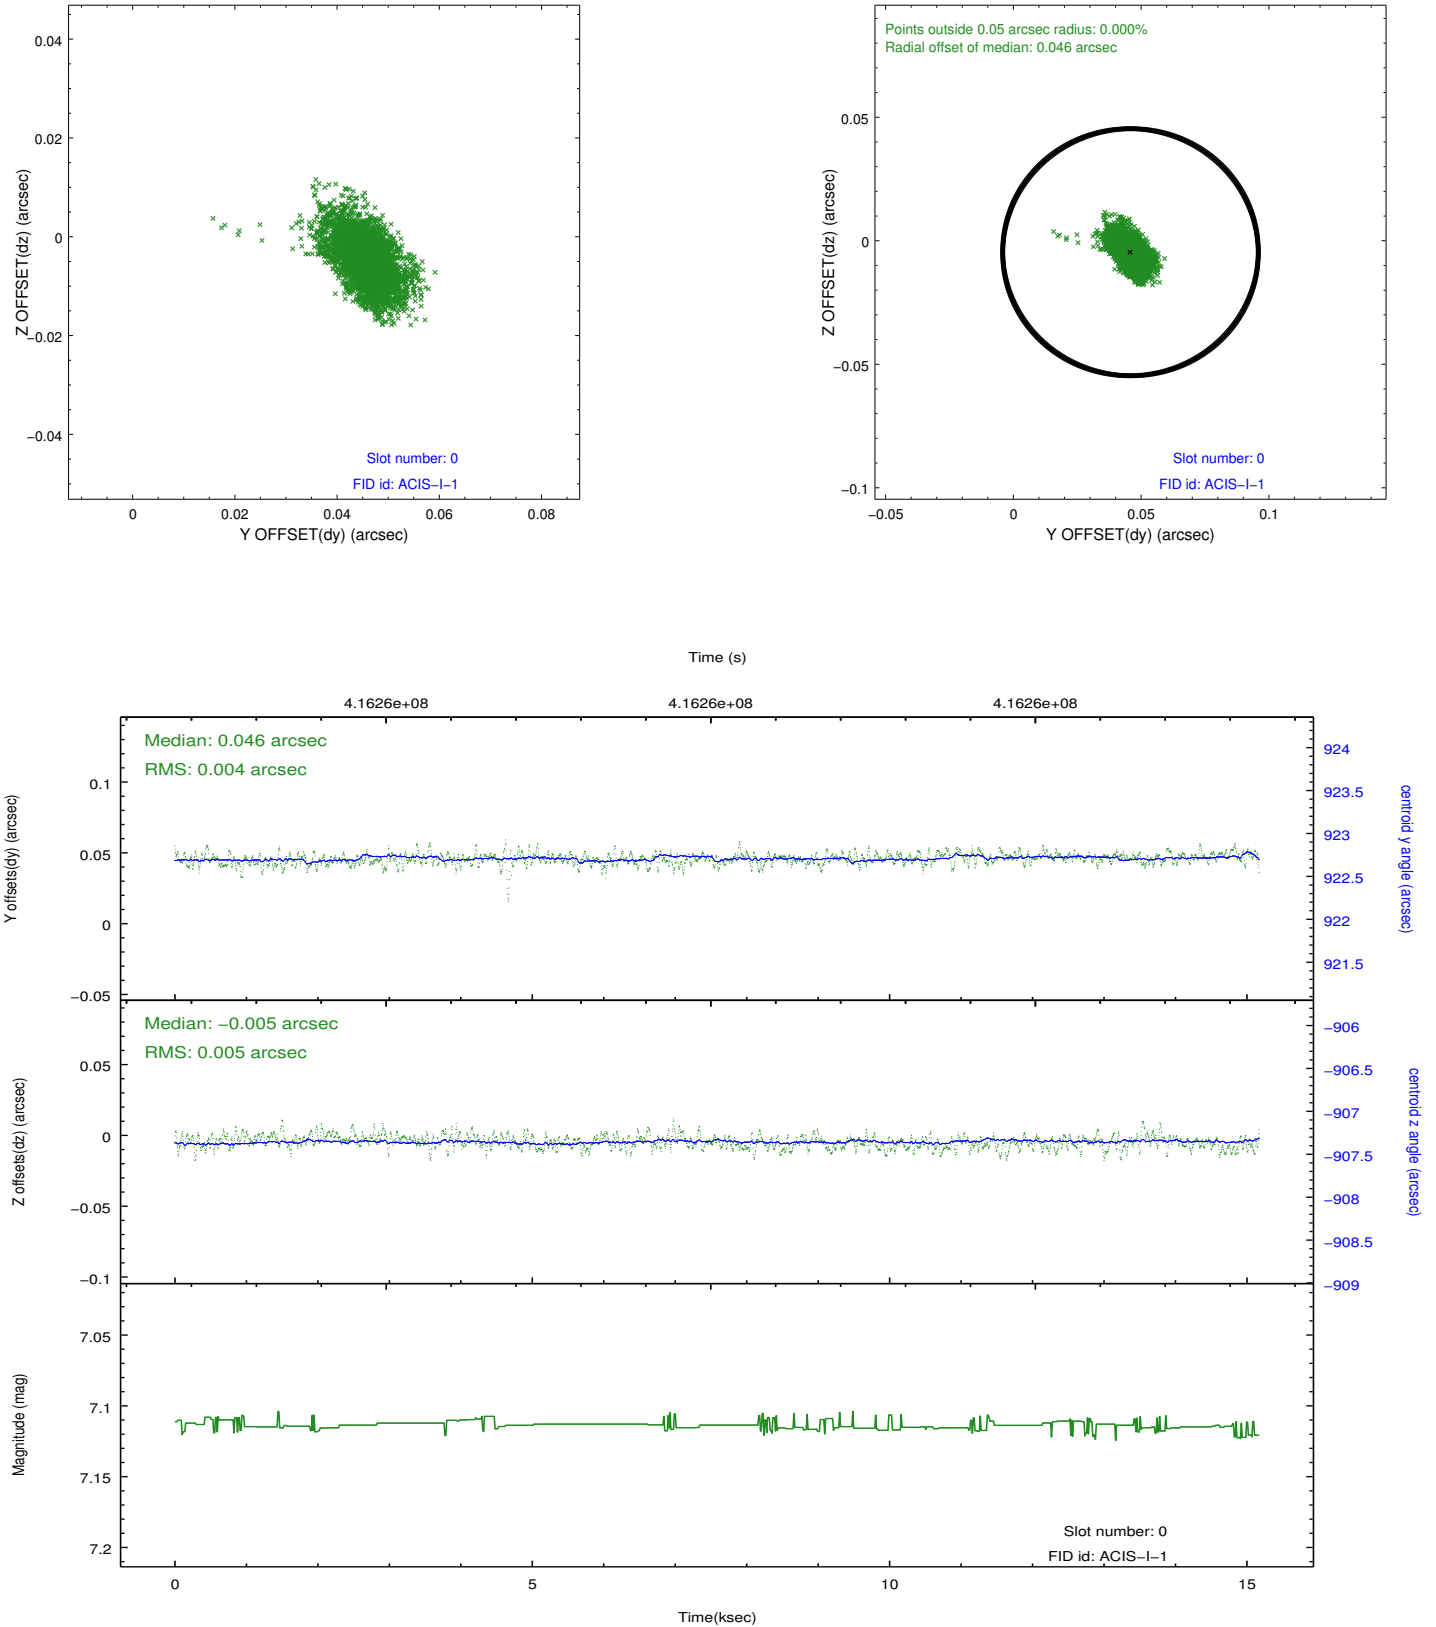 0.04
0.02
0
−0.02
−0.04
Z OFFSET(dz) (arcsec)
Slot number: 0
FID id: ACIS−I−1
0
0.02
0.04
0.06
0.08
Y OFFSET(dy) (arcsec)
Points outside 0.05 arcsec radius: 0.000%
Radial offset of median: 0.046 arcsec
0.05
0
−0.05
−0.1
Z OFFSET(dz) (arcsec)
Slot number: 0
FID id: ACIS−I−1
−0.05
0
0.05
0.1
Y OFFSET(dy) (arcsec)
Time (s)
4.1626e+08
4.1626e+08
4.1626e+08
Median: 0.046 arcsec
RMS: 0.004 arcsec
0.1
0.05
0
−0.05
Y offsets(dy) (arcsec)
924
923.5
923
922.5
922
921.5
centroid y angle (arcsec)
Median: −0.005 arcsec
RMS: 0.005 arcsec
0.05
0
−0.05
−0.1
Z offsets(dz) (arcsec)
−906
−906.5
−907
−907.5
−908
−908.5
−909
centroid z angle (arcsec)
7.05
7.1
7.15
7.2
Magnitude (mag)
Slot number: 0
FID id: ACIS−I−1
0
5
10
15
Time(ksec)